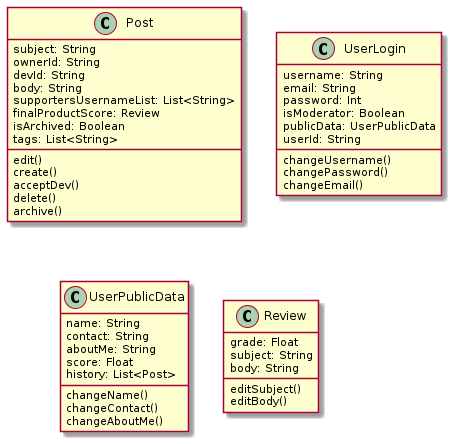 C Post
subject: String
ownerId: String
devId: String
body: String
supportersUsernameList: List<String>
finalProductScore: Review
isArchived: Boolean
tags: List<String>
edit()
create()
acceptDev()
delete()
archive()
C UserLogin
username: String
email: String
password: Int
isModerator: Boolean
publicData: UserPublicData
userId: String
changeUsername()
changePassword()
changeEmail()
C UserPublicData
name: String
contact: String
aboutMe: String
score: Float
history: List<Post>
changeName()
changeContact()
changeAboutMe()
C Review
grade: Float
subject: String
body: String
editSubject()
editBody()